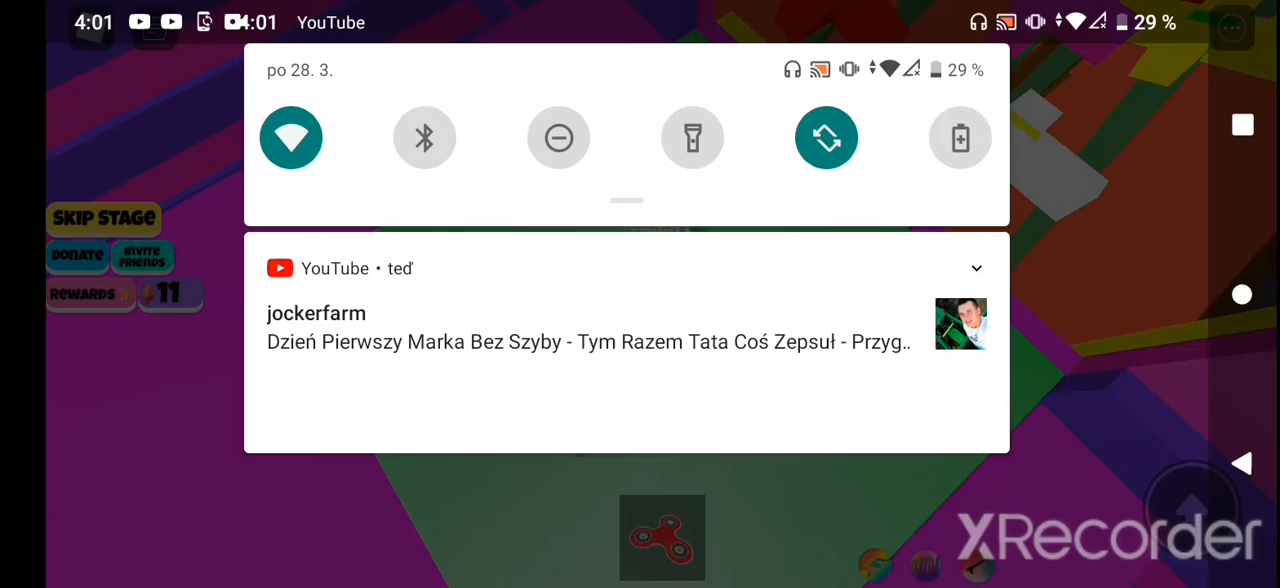 4:01 4:01 YouTube 29 %
po 28. 3. 29 %
SKIP STAGE
DONATE INVITE FRIENDS
REWARDS 11
YouTube • teď
jockerfarm
Dzień Pierwszy Marka Bez Szyby - Tym Razem Tata Coś Zepsuł - Przyg..
XRecorder